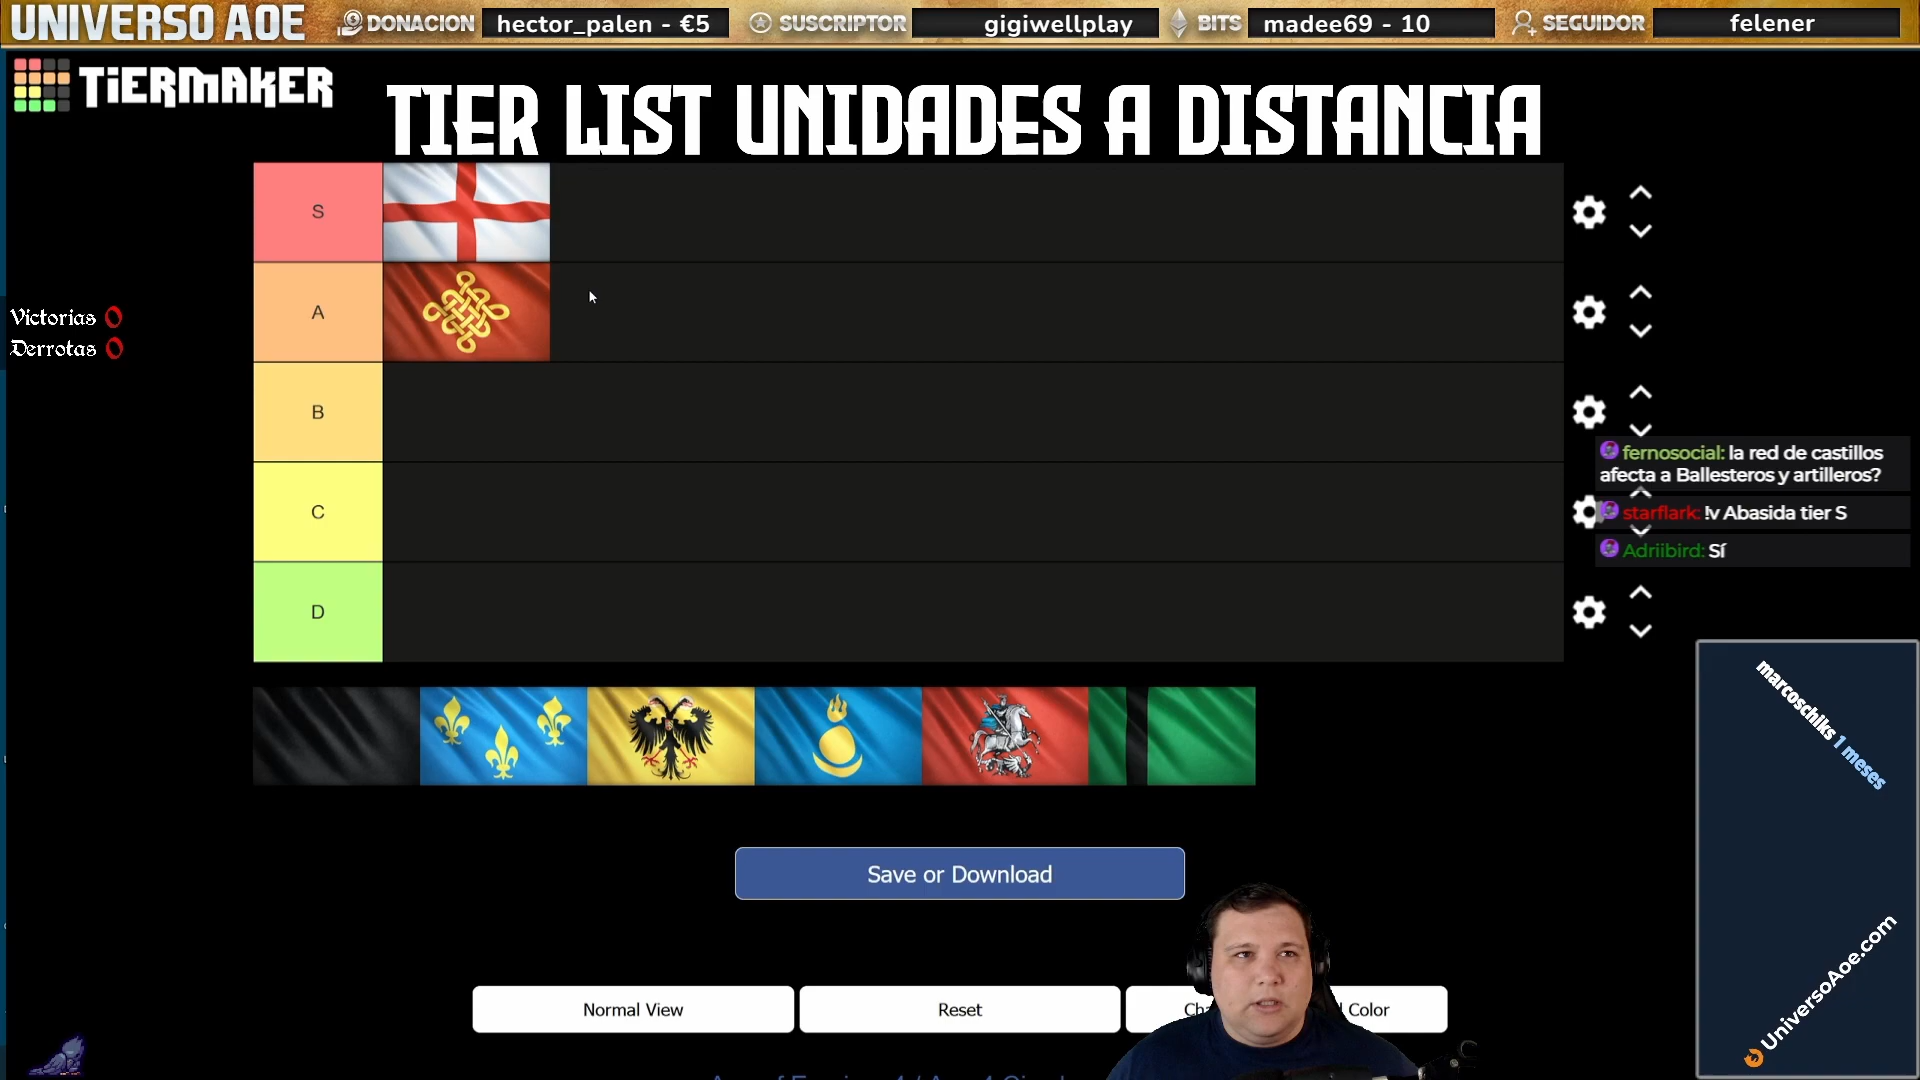 UNIVERSO AOE
DONACION
hector_palen - €5
SUSCRIPTOR
gigiwellplay
BITS
madee69 - 10
SEGUIDOR
felener
TIERMAKER
TIER LIST UNIDADES A DISTANCIA
S
A
Victorias 0
Derrotas 0
B
C
D
fernosocial: la red de castillos
afecta a Ballesteros y artilleros?
starflark: !v Abasida tier S
Adriibird: Sí
marcoschiks 1 meses
UniversoAoe.com
Save or Download
Normal View
Reset
Color